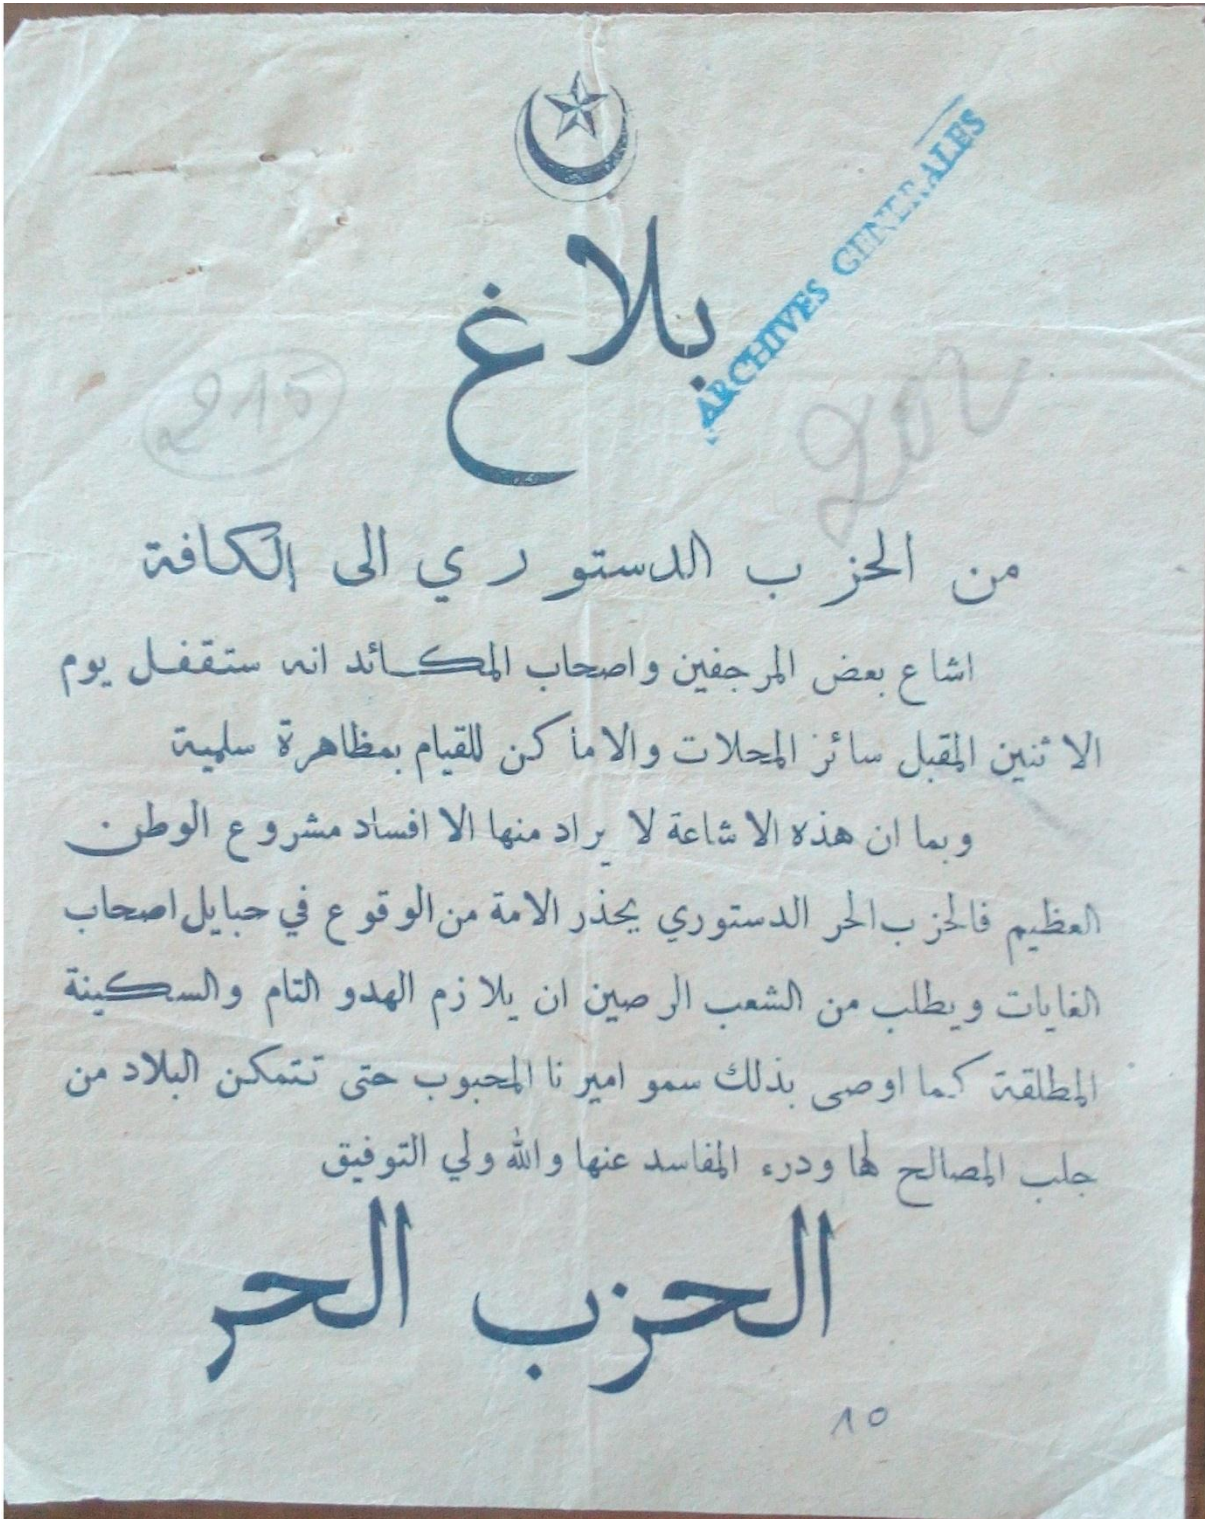 بلاغ
ARCHIVES GENERALES
215
من الحزب الدستوري الى الكافة
اشاع بعض المرجفين واصحاب المكائد انه ستقفل يوم
الاثنين المقبل سائر المحلات والاماكن للقيام بمظاهرة سلمية
وبما ان هذه الاشاعة لا يراد منها الا افساد مشروع الوطن
العظيم فالحزب الحر الدستوري يحذر الامة من الوقوع في حبايل اصحاب
الغايات ويطلب من الشعب الرصين ان يلازم الهدو التام والسكينة
المطلقة كما اوصى بذلك سمو اميرنا المحبوب حتى تتمكن البلاد من
جلب المصالح لها ودرء المفاسد عنها والله ولي التوفيق
الحزب الحر